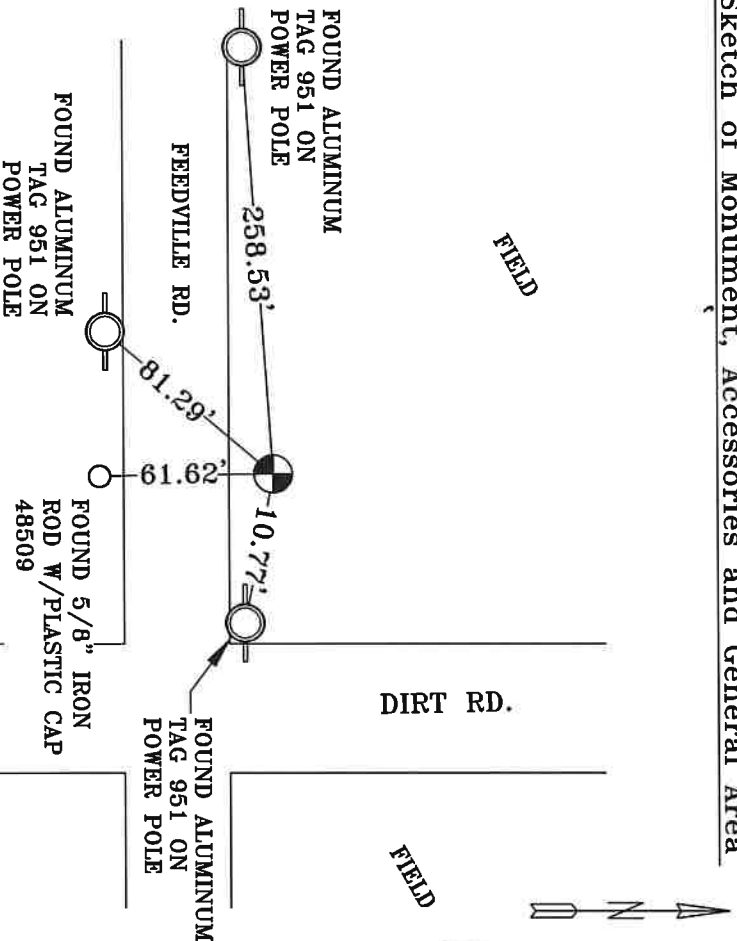 Sketch of Monument, Accessories and General Area
FOUND ALUMINUM
TAG 951 ON
POWER POLE
FIELD
258.53'
FEEDVILLE RD.
FOUND ALUMINUM
TAG 951 ON
POWER POLE
81.29'
61.62'
10.77'
FOUND 5/8" IRON
ROD W/PLASTIC CAP
48509
DIRT RD.
FOUND ALUMINUM
TAG 951 ON
POWER POLE
FIELD
N